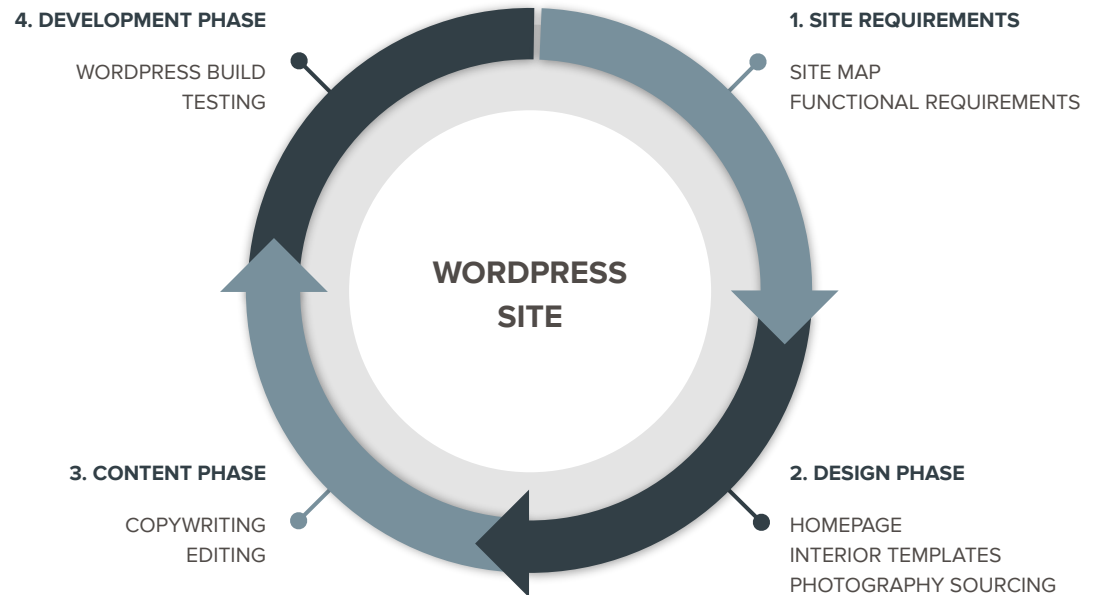 4. DEVELOPMENT PHASE
WORDPRESS BUILD
TESTING
1. SITE REQUIREMENTS
SITE MAP
FUNCTIONAL REQUIREMENTS
WORDPRESS
SITE
3. CONTENT PHASE
COPYWRITING
EDITING
2. DESIGN PHASE
HOMEPAGE
INTERIOR TEMPLATES
PHOTOGRAPHY SOURCING